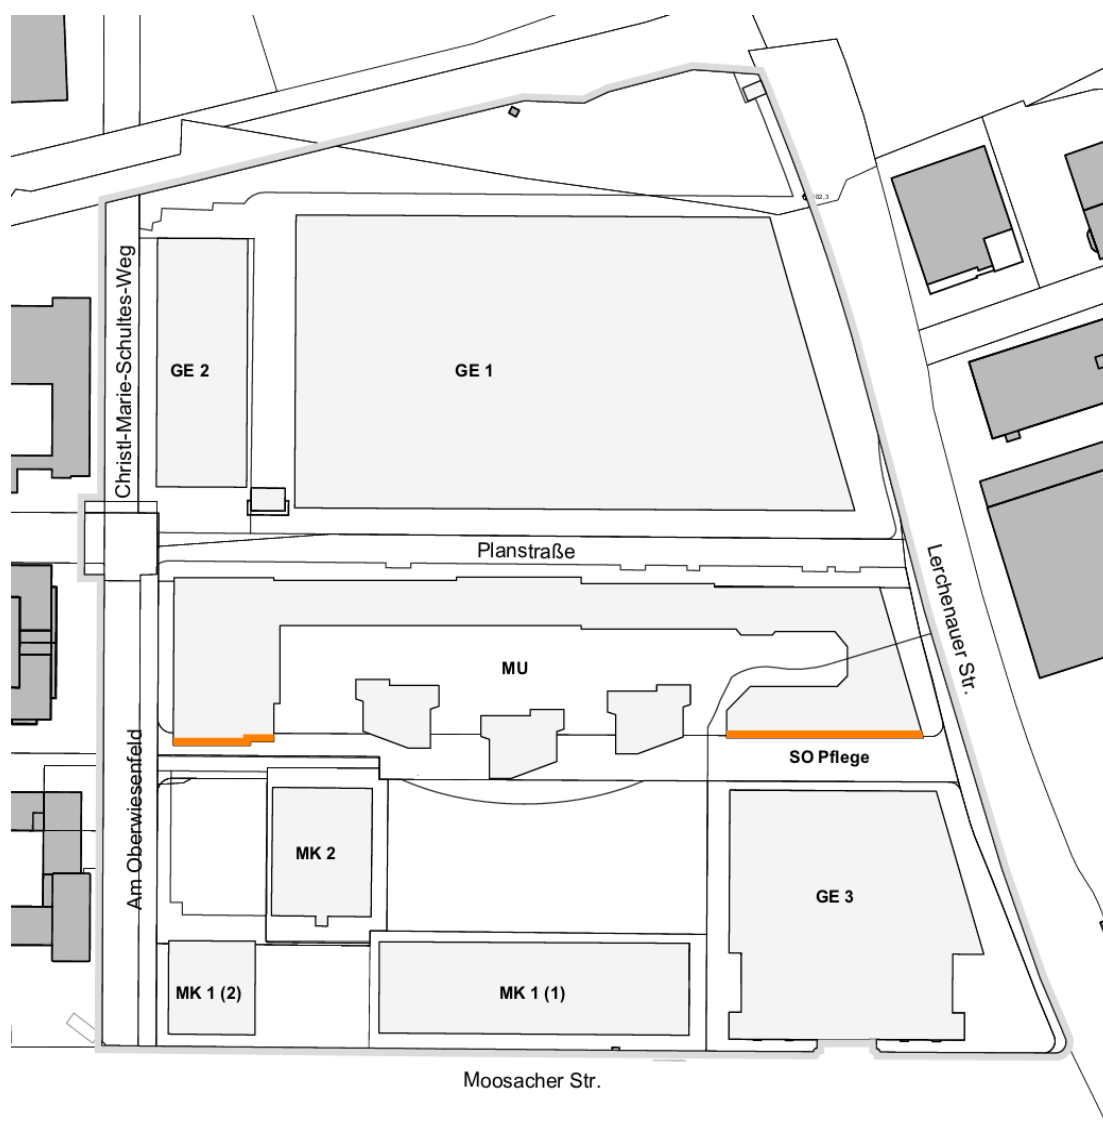 Christl-Marie-Schultes-Weg
GE 2
GE 1
Planstraße
Lerchenauer Str.
MU
SO Pflege
Am Oberwiesenfeld
MK 2
GE 3
MK 1 (2)
MK 1 (1)
Moosacher Str.